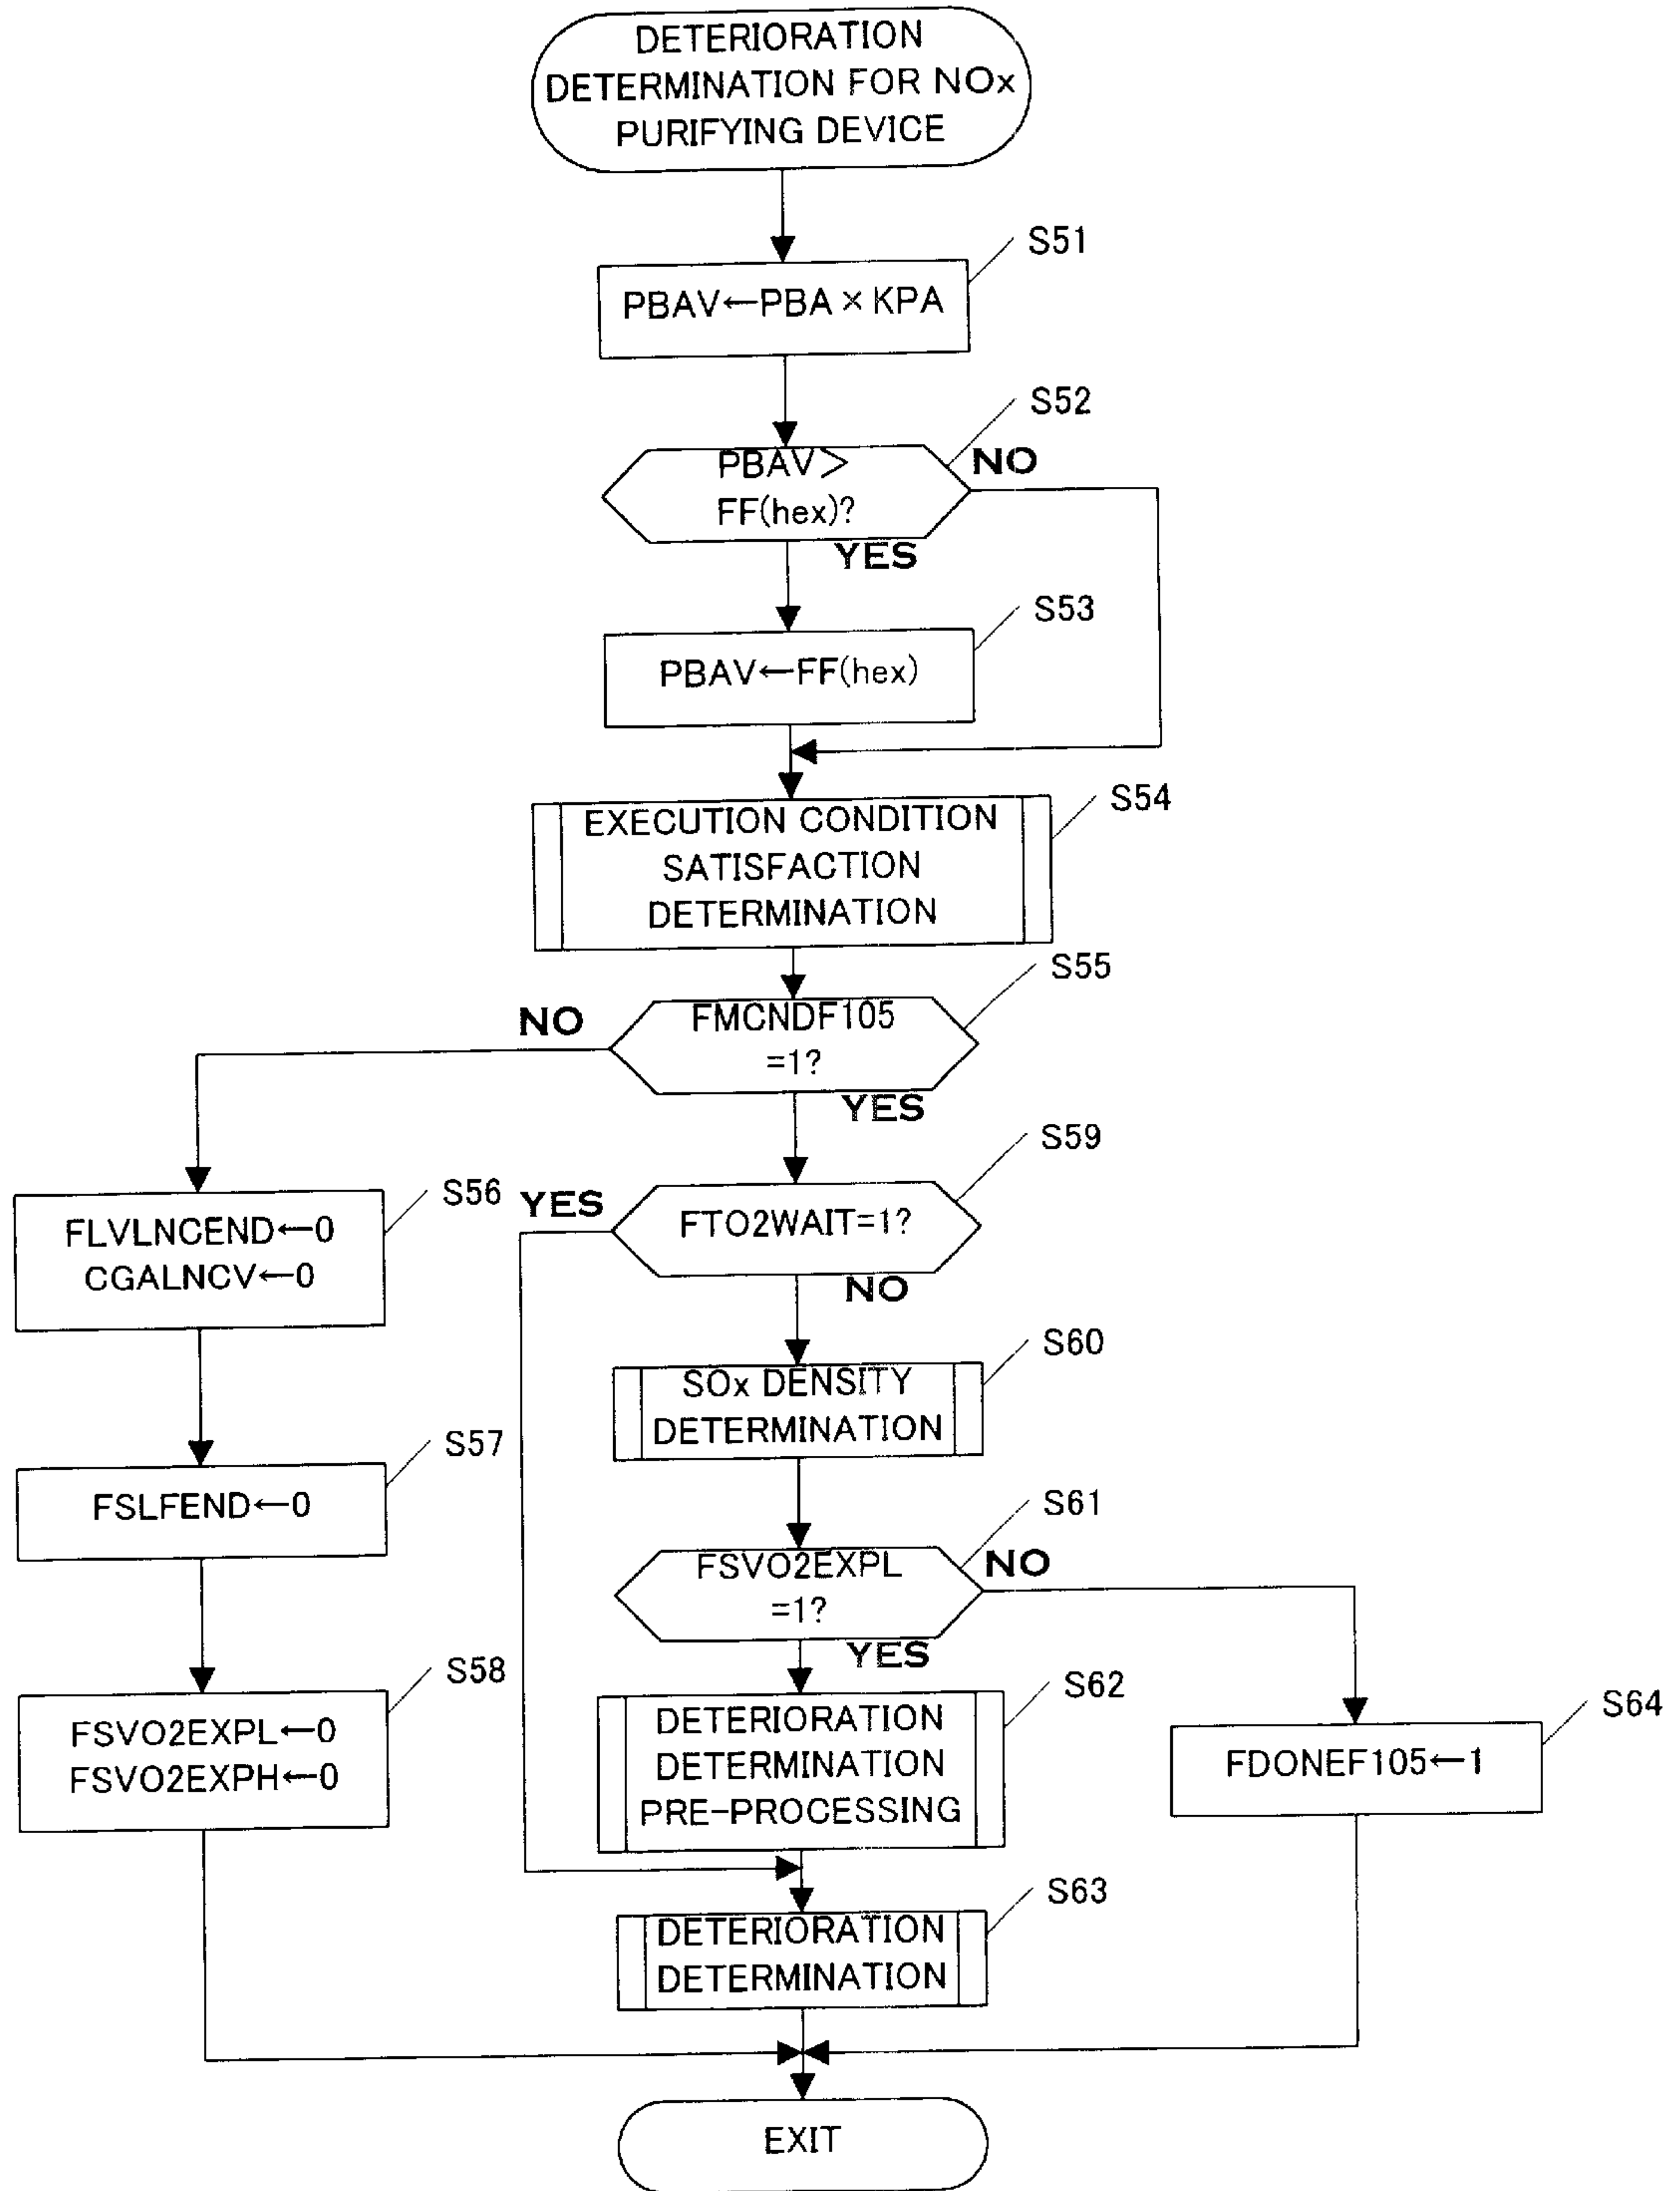 DETERIORATION
DETERMINATION FOR NOx
PURIFYING DEVICE
S51
PBAV←PBA×KPA
S52
PBAV>
FF(hex)?
NO
YES
S53
PBAV←FF(hex)
S54
EXECUTION CONDITION
SATISFACTION
DETERMINATION
S55
FMCNDF105
=1?
NO
YES
S56
FLVLNCEND←0
CGALNCV←0
S57
FSLFEND←0
S58
FSVO2EXPL←0
FSVO2EXPH←0
S59
FTO2WAIT=1?
YES
NO
S60
SOx DENSITY
DETERMINATION
S61
FSVO2EXPL
=1?
NO
YES
S62
DETERIORATION
DETERMINATION
PRE-PROCESSING
S64
FDONEF105←1
S63
DETERIORATION
DETERMINATION
EXIT